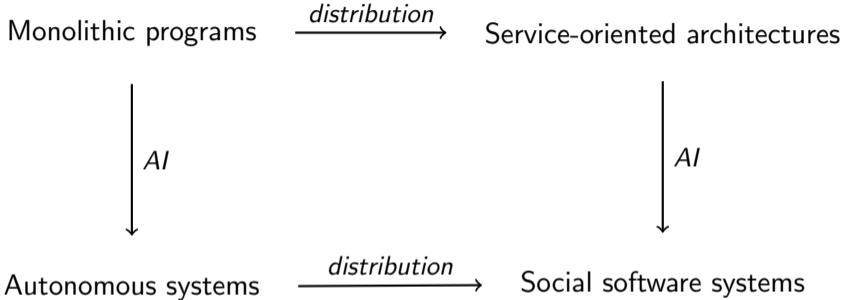 distribution
Monolithic programs
Service-oriented architectures
AI
AI
distribution
Autonomous systems
Social software systems